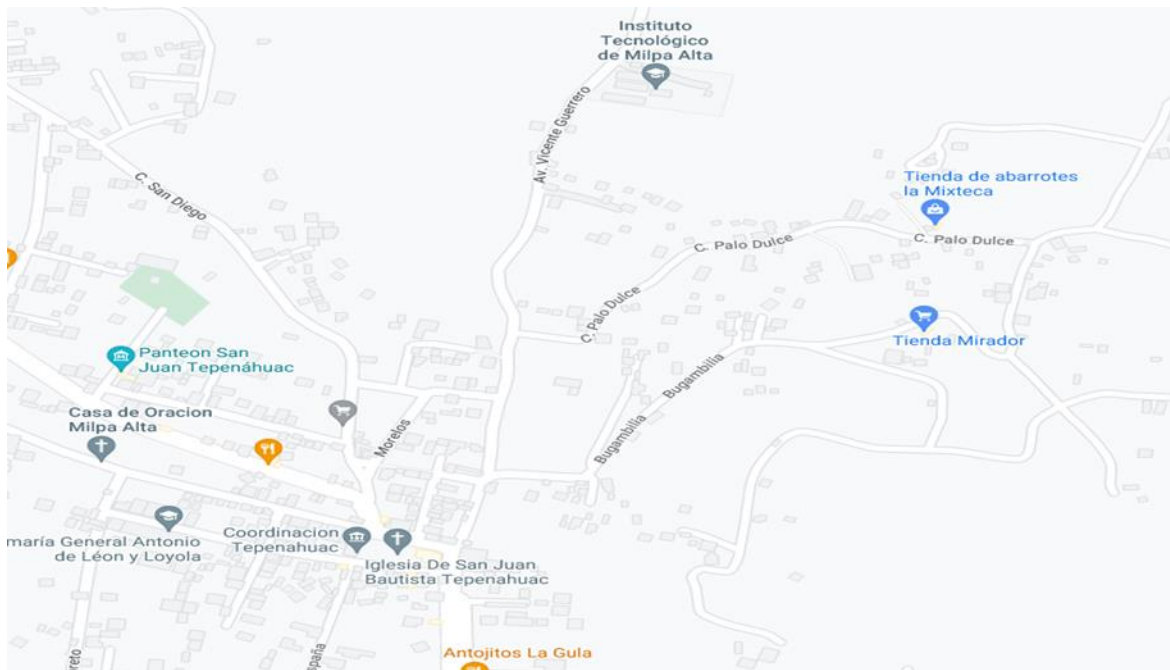 Instituto
Tecnológico
de Milpa Alta
Av. Vicente Guerrero
C. San Diego
Tienda de abarrotes
la Mixteca
C. Palo Dulce
C. Palo Dulce
C. Palo Dulce
Tienda Mirador
Panteon San
Juan Tepenáhuac
Bugambilia
Casa de Oracion
Milpa Alta
Morelos
Bugambilia
maría General Antonio
de Léon y Loyola
Coordinacion
Tepenahuac
Iglesia De San Juan
Bautista Tepenahuac
Antojitos La Gula
reto
spaña